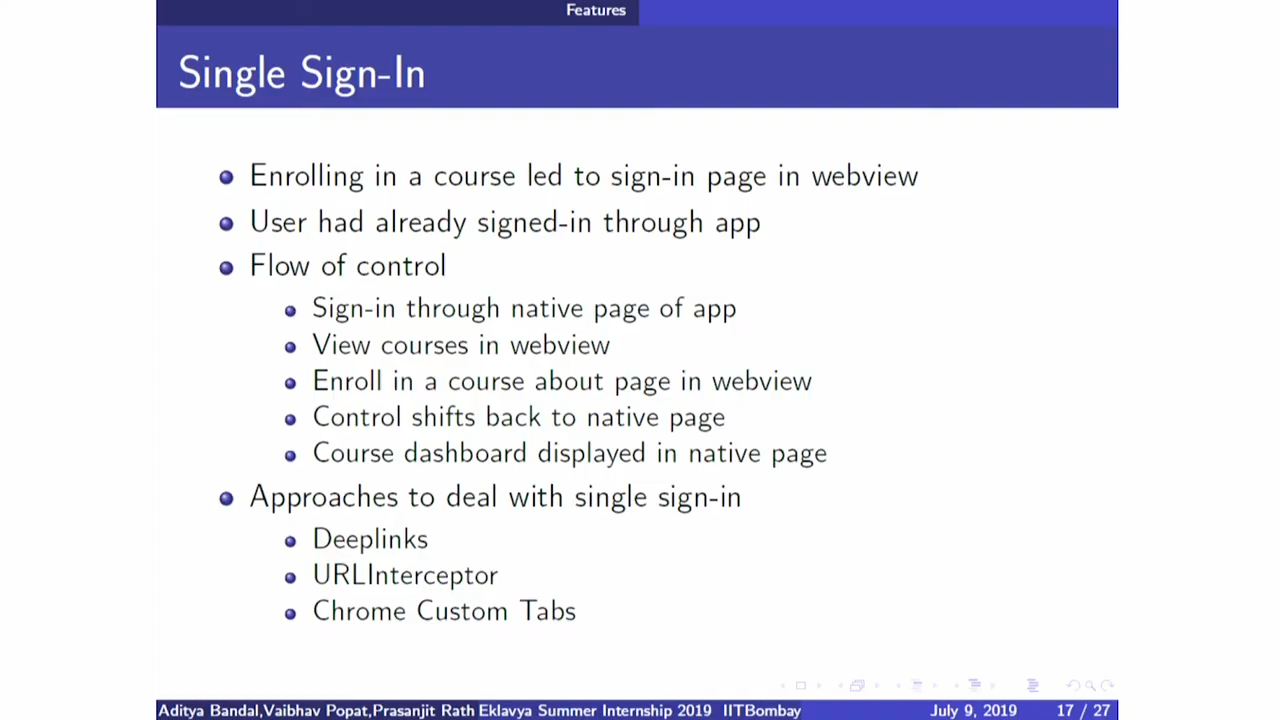 Features
Single Sign-In
Enrolling in a course led to sign-in page in webview
User had already signed-in through app
Flow of control
Sign-in through native page of app
View courses in webview
Enroll in a course about page in webview
Control shifts back to native page
Course dashboard displayed in native page
Approaches to deal with single sign-in
Deeplinks
URLInterceptor
Chrome Custom Tabs
Aditya Bandal,Vaibhav Popat,Prasanjit Rath Eklavya Summer Internship 2019 IITBombay July 9, 2019 17 / 27